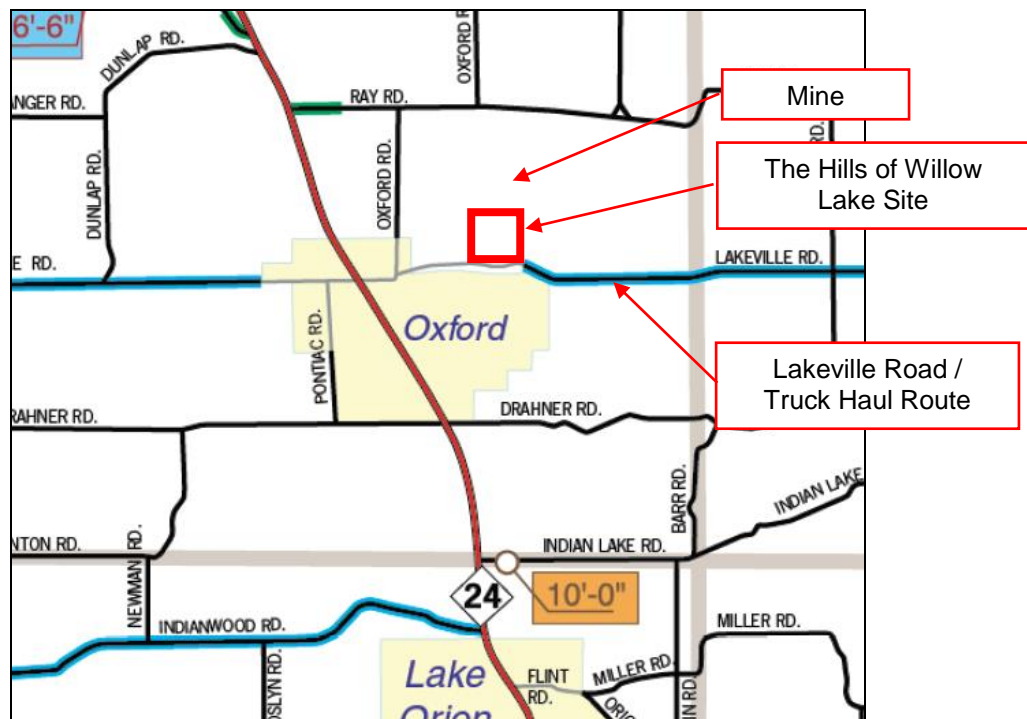 6'-6"
DUNLAP RD.
OXFORD R
ANGER RD.
RAY RD.
Mine
RD.
The Hills of Willow
Lake Site
DUNLAP RD.
OXFORD RD.
E RD.
LAKEVILLE RD.
PONTIAC RD.
Oxford
Lakeville Road /
Truck Haul Route
RAHNER RD.
DRAHNER RD.
BARR RD.
INDIAN LAKE
NTON RD.
NEWMAN RD.
INDIAN LAKE RD.
24
10'-0"
INDIANWOOD RD.
MILLER RD.
OSLYN RD.
Lake
Orion
FLINT
RD.
MILLER RD.
ORIO
IN RD.